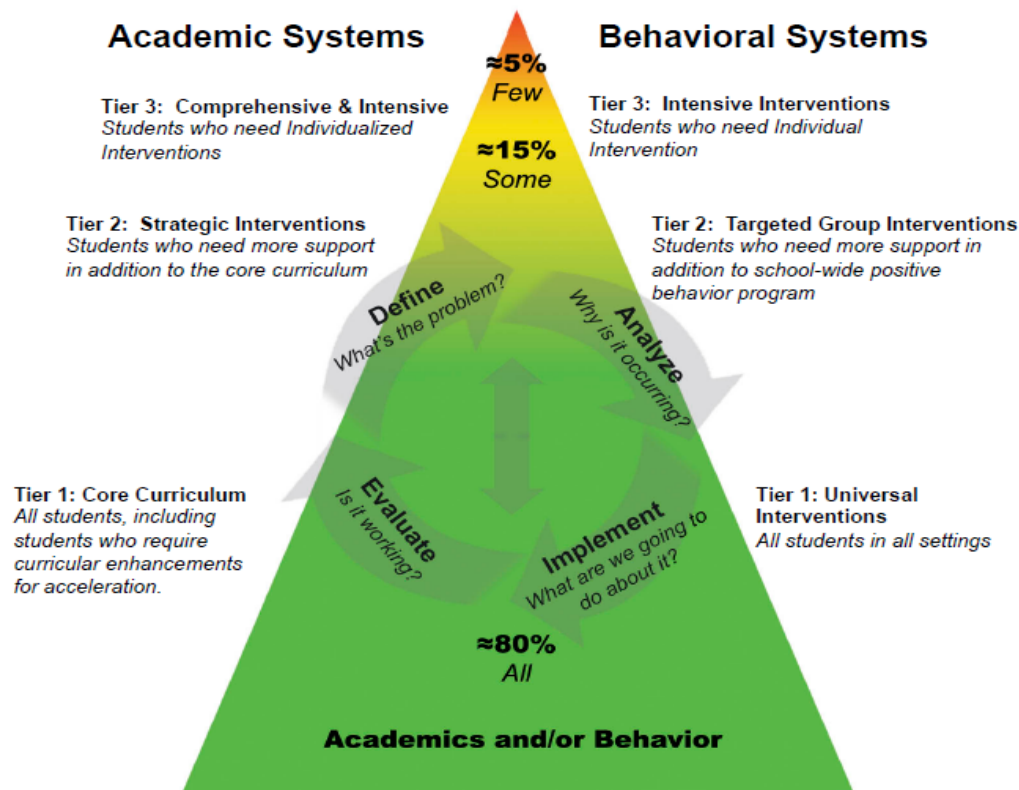 Academic Systems
Behavioral Systems
≈5%
Few
Tier 3:  Comprehensive & Intensive
Students who need Individualized
Interventions
Tier 3:  Intensive Interventions
Students who need Individual
Intervention
≈15%
Some
Tier 2:  Strategic Interventions
Students who need more support
in addition to the core curriculum
Tier 2:  Targeted Group Interventions
Students who need more support in
addition to school-wide positive
behavior program
Define
What's the problem?
Analyze
Why is it occurring?
Implement
What are we going to
do about it?
Evaluate
Is it working?
Tier 1: Core Curriculum
All students, including
students who require
curricular enhancements
for acceleration.
Tier 1: Universal
Interventions
All students in all settings
≈80%
All
Academics and/or Behavior